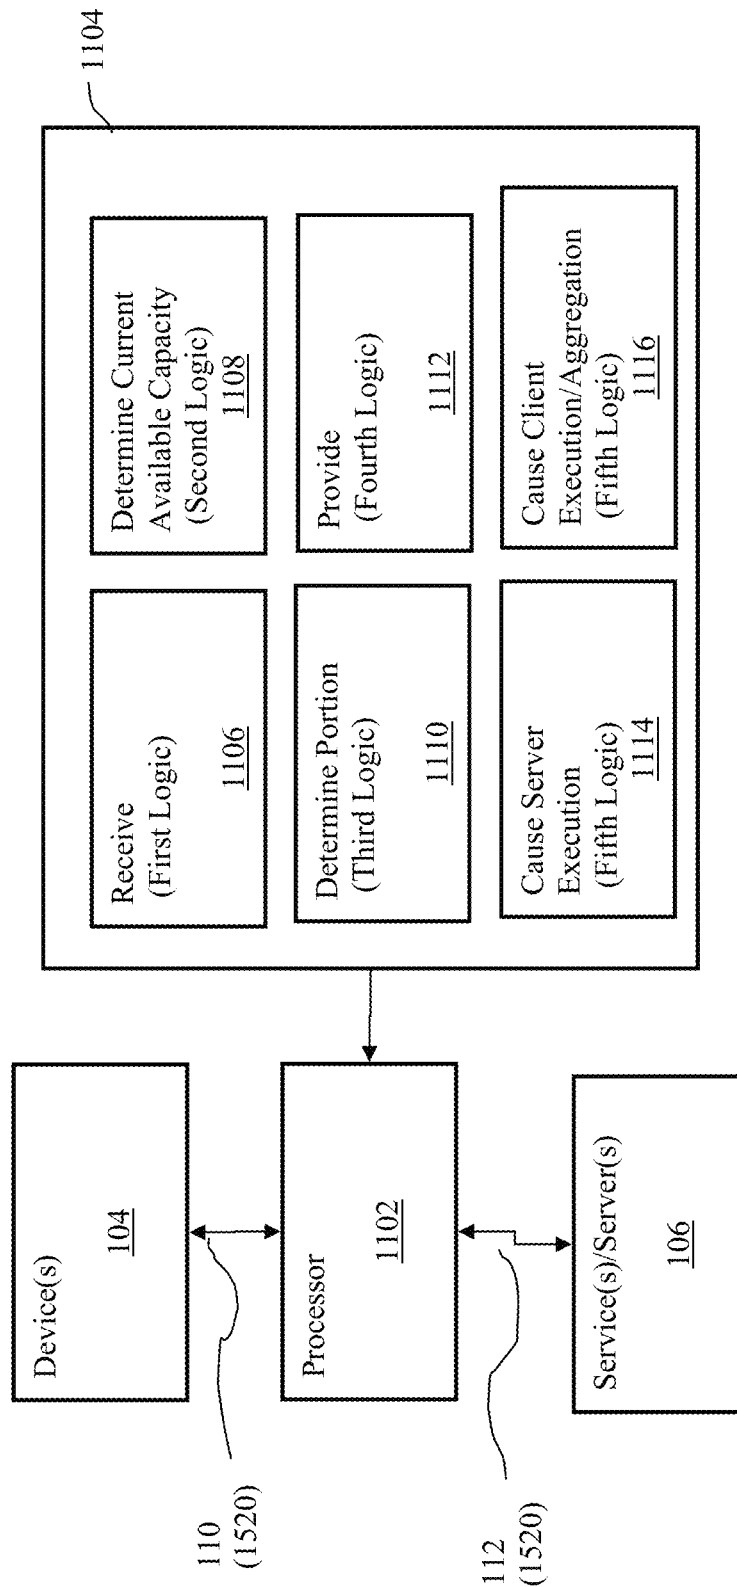 1104
Receive
(First Logic)
1106
Determine Current
Available Capacity
(Second Logic)
1108
Determine Portion
(Third Logic)
1110
Provide
(Fourth Logic)
1112
Cause Server
Execution
(Fifth Logic)
1114
Cause Client
Execution/Aggregation
(Fifth Logic)
1116
Device(s)
104
Processor
1102
Service(s)/Server(s)
106
110
(1520)
112
(1520)